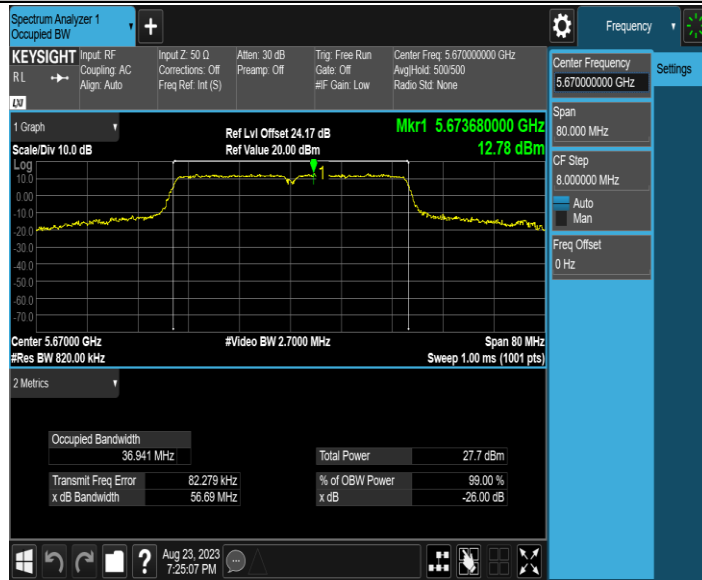 Spectrum Analyzer 1
Occupied BW
+
Frequency
KEYSIGHT
RL
LXI
Input: RF
Coupling: AC
Align: Auto
Input Z: 50 Ω
Corrections: Off
Freq Ref: Int (S)
Atten: 30 dB
Preamp: Off
Trig: Free Run
Gate: Off
#IF Gain: Low
Center Freq: 5.670000000 GHz
Avg|Hold: 500/500
Radio Std: None
Center Frequency
5.670000000 GHz
Settings
Span
80.000 MHz
CF Step
8.000000 MHz
Auto
Man
Freq Offset
0 Hz
1 Graph
Scale/Div 10.0 dB
Ref Lvl Offset 24.17 dB
Ref Value 20.00 dBm
Mkr1 5.673680000 GHz
12.78 dBm
Log
10.0
0.00
-10.0
-20.0
-30.0
-40.0
-50.0
-60.0
-70.0
1
Center 5.67000 GHz
#Res BW 820.00 kHz
#Video BW 2.7000 MHz
Span 80 MHz
Sweep 1.00 ms (1001 pts)
2 Metrics
Occupied Bandwidth
36.941 MHz
Total Power 27.7 dBm
Transmit Freq Error 82.279 kHz
% of OBW Power 99.00 %
x dB Bandwidth 56.69 MHz
x dB -26.00 dB
?
Aug 23, 2023
7:25:07 PM